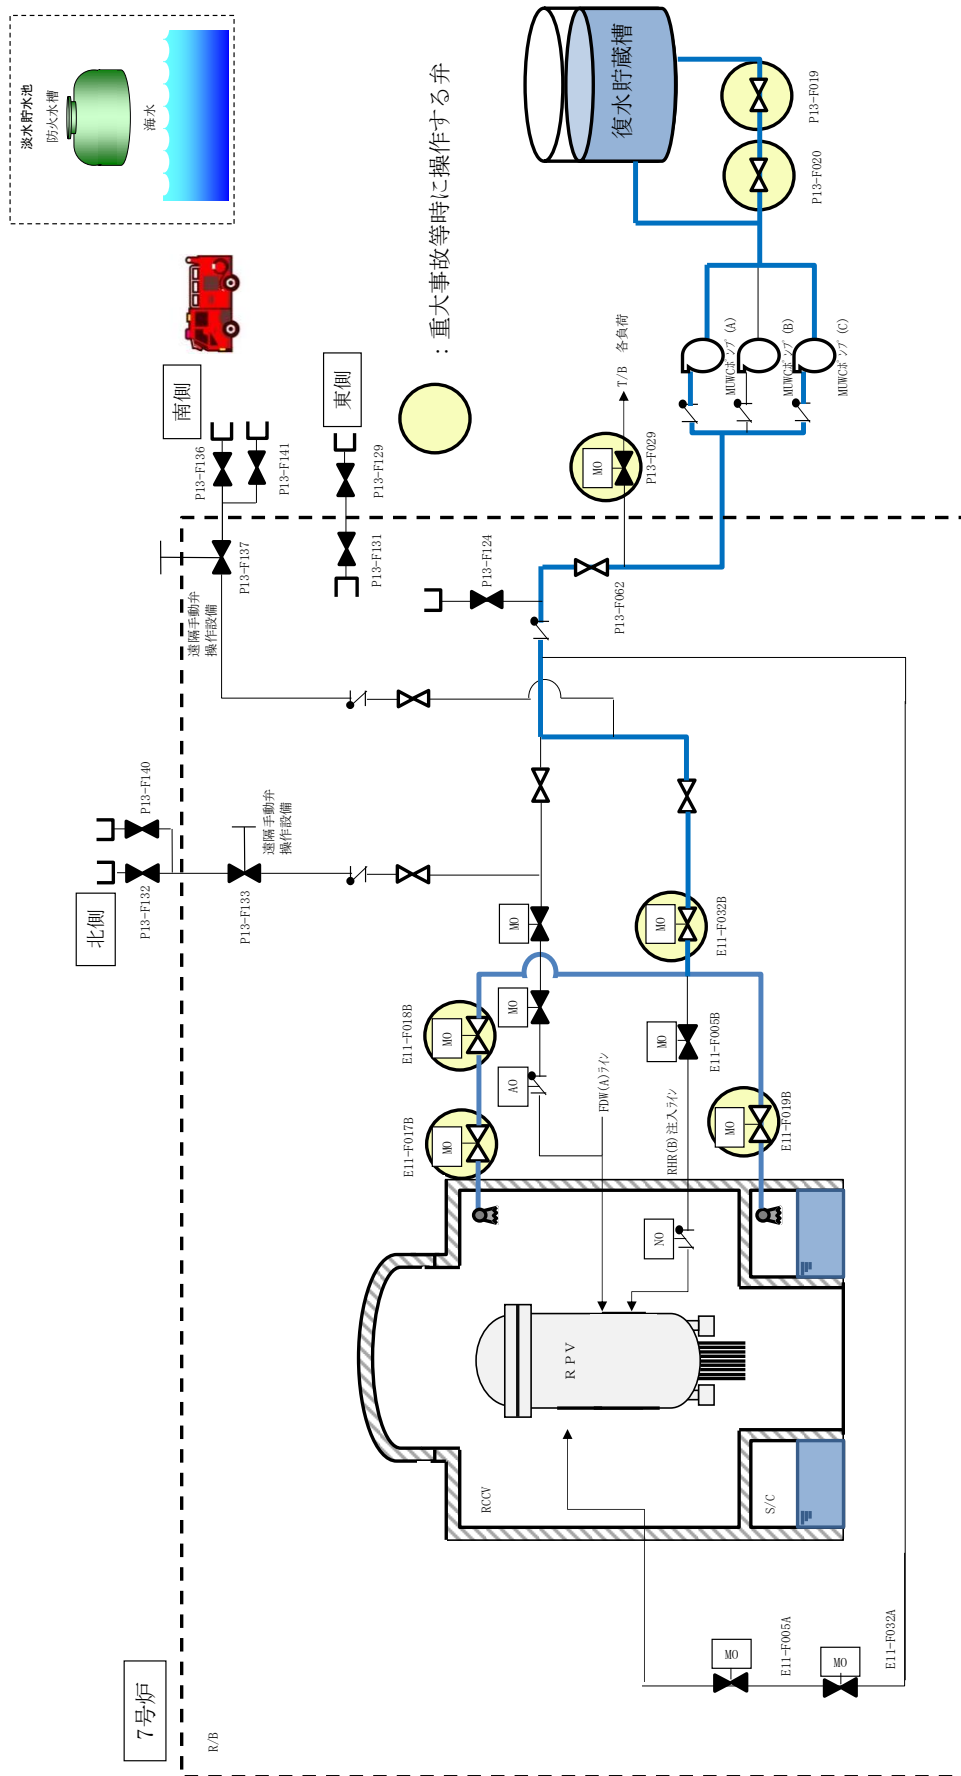 7号炉
R/B
北側
P13-F132
P13-F140
P13-F133
遠隔手動弁
操作設備
遠隔手動弁
操作設備
P13-F137
南側
P13-F136
P13-F141
東側
P13-F129
P13-F131
淡水貯水池
防火水槽
海水
：重大事故等時に操作する弁
復水貯蔵槽
P13-F019
P13-F020
MUWCポンプ(A)
MUWCポンプ(B)
MUWCポンプ(C)
T/B 各負荷
MO
P13-F029
P13-F062
P13-F124
MO
MO
AO
MO
E11-F032B
MO
E11-F018B
MO
E11-F017B
MO
E11-F005B
MO
E11-F019B
FDW(A)ライン
RHR(B)注入ライン
NO
RPV
RCCV
S/C
MO
E11-F005A
MO
E11-F032A